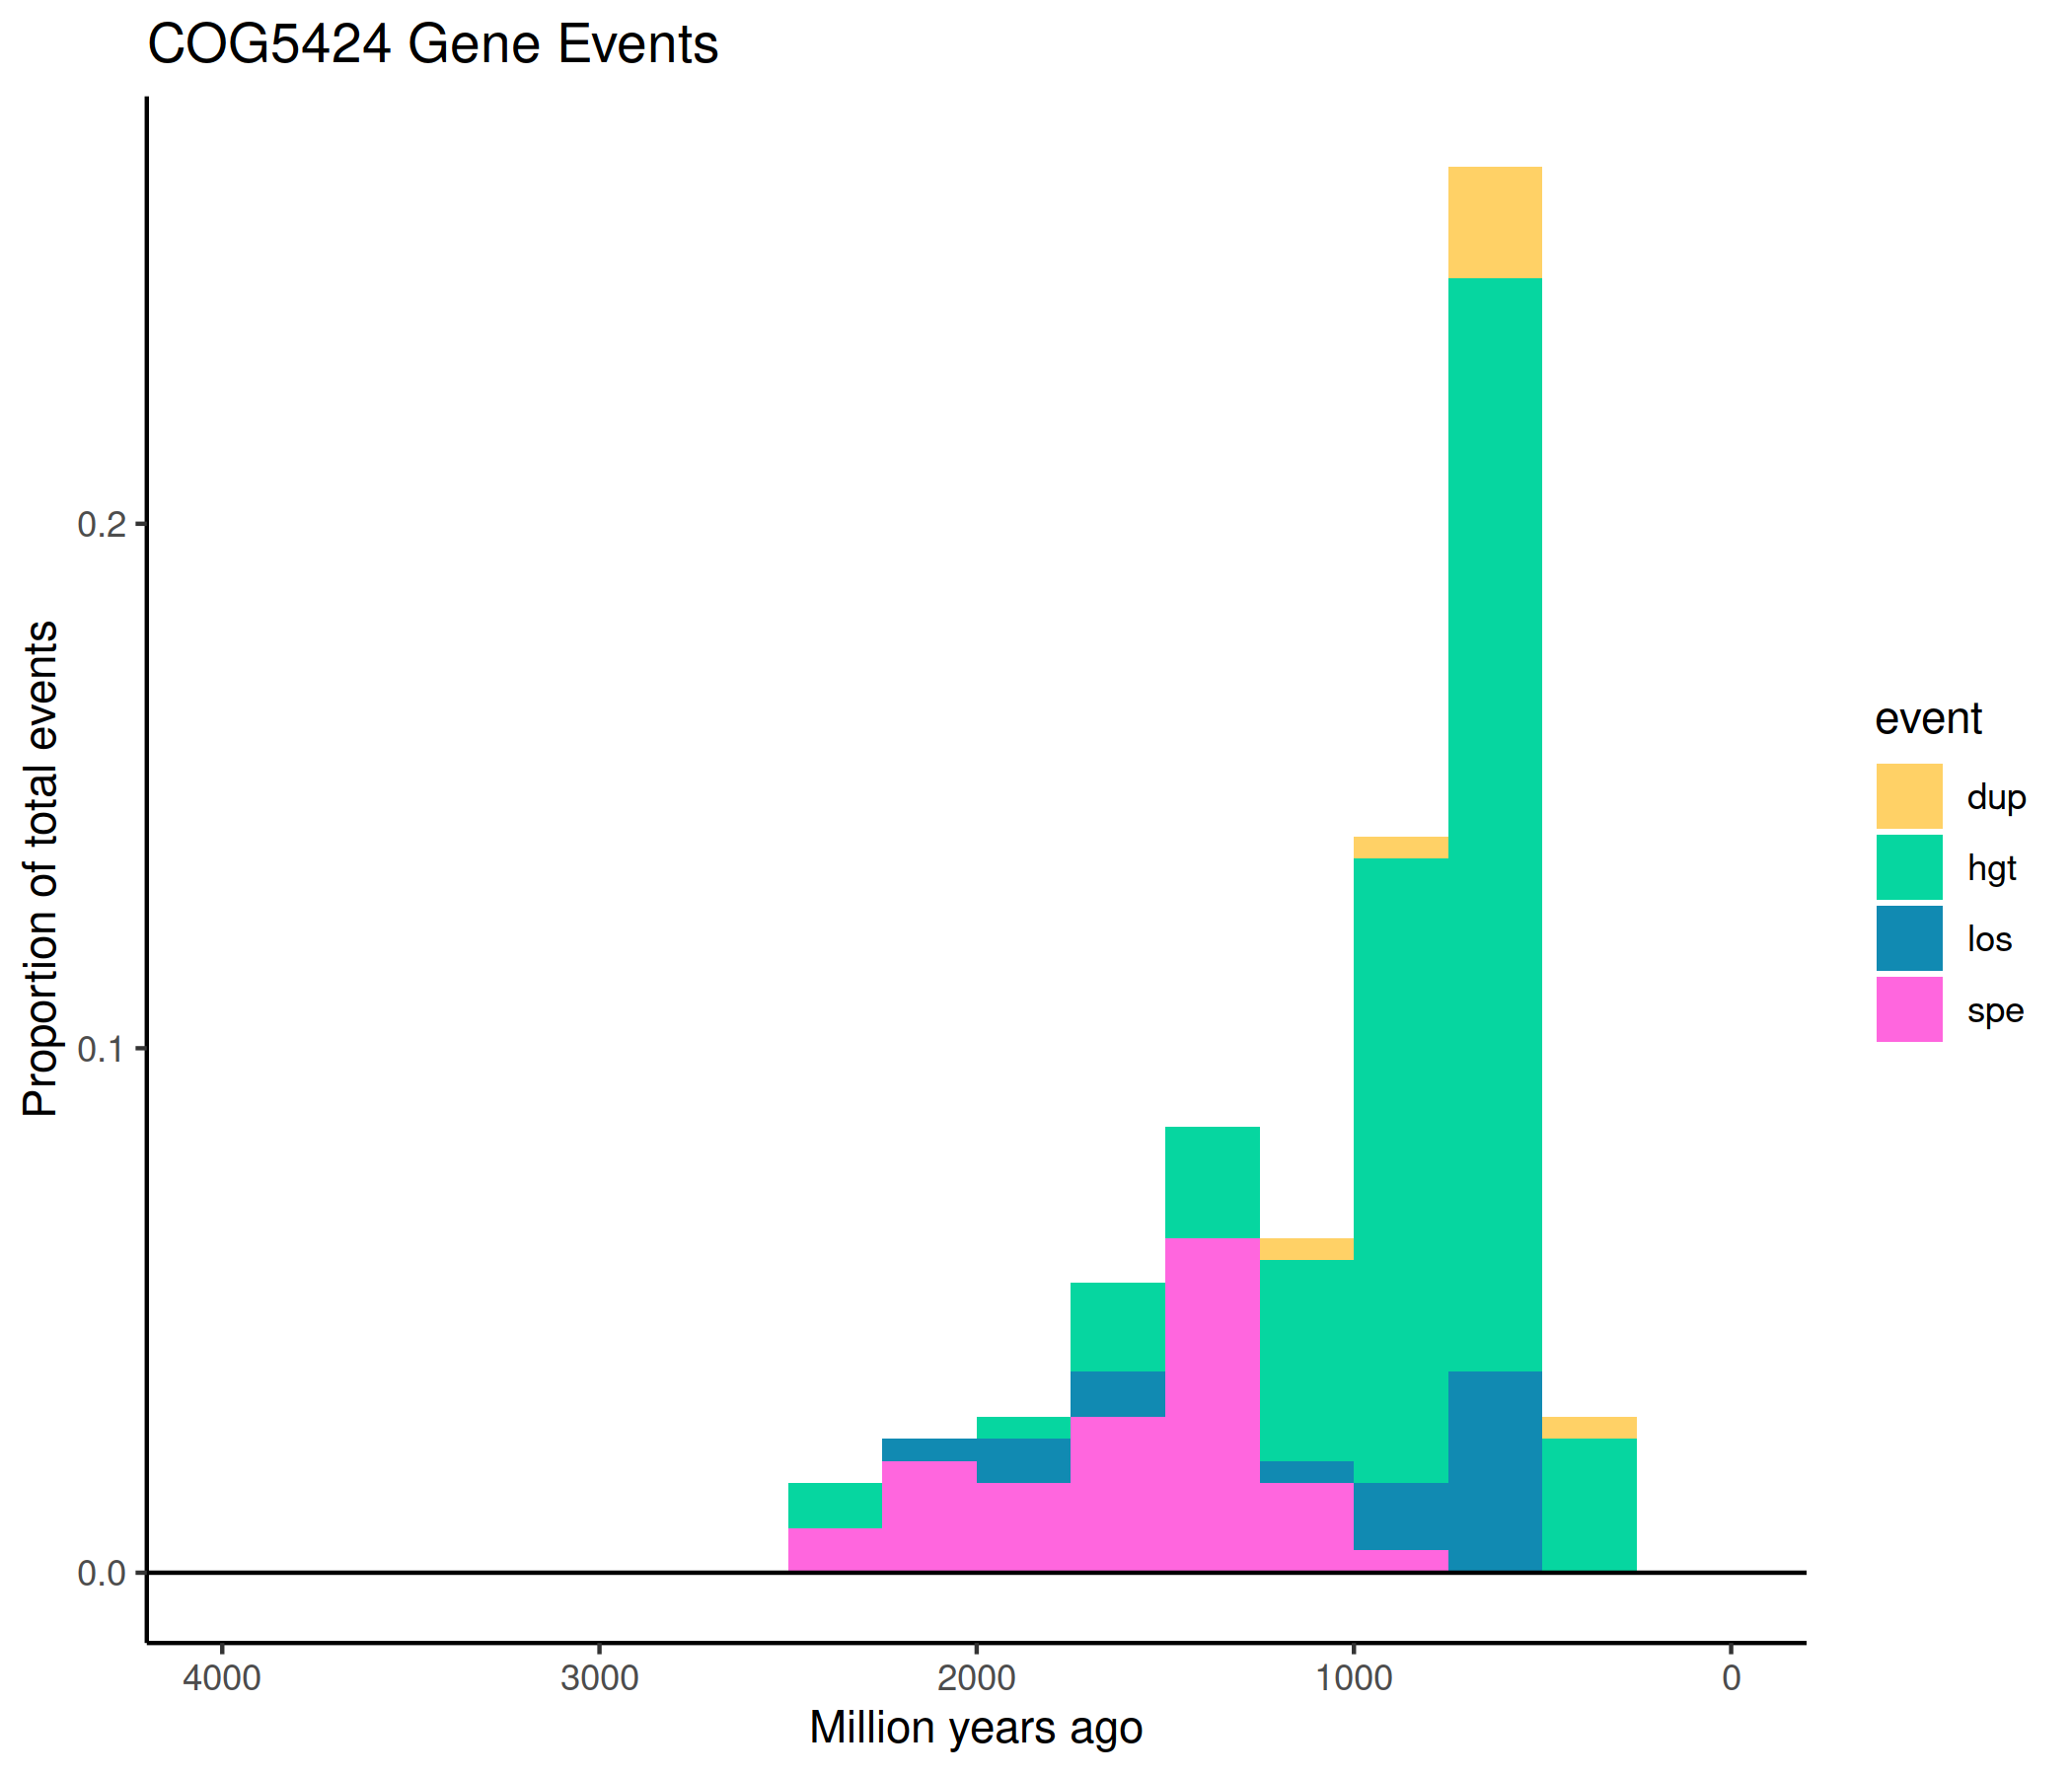 COG5424 Gene Events
Proportion of total events
0.2
0.1
0.0
4000 3000 2000 1000 0
Million years ago
event
dup
hgt
los
spe